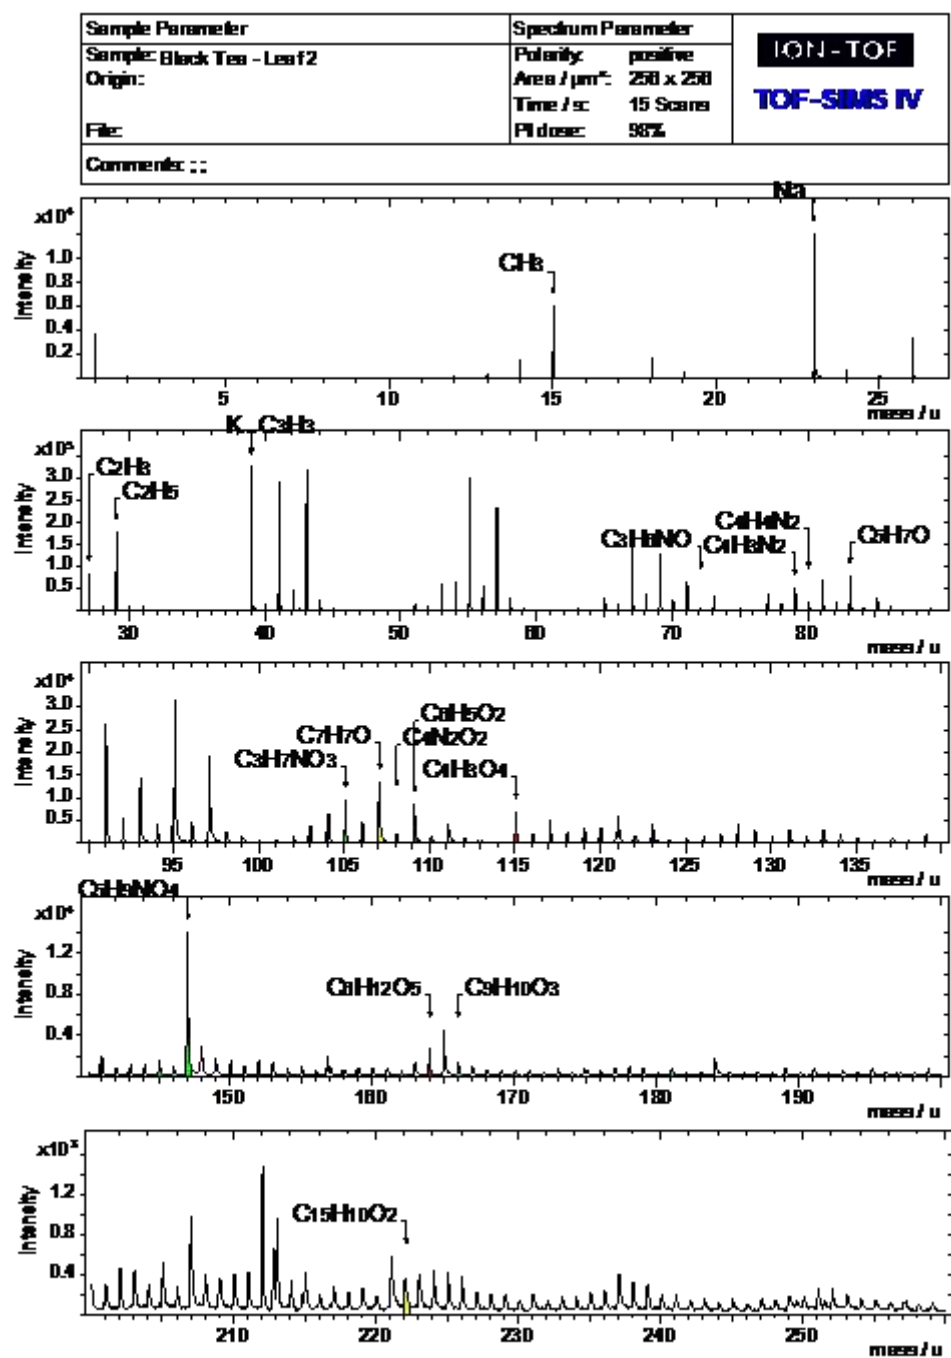 Sample Parameter
Spectrum Parameter
ION-TOF
TOF-SIMS IV
Sample: Black Tea - Leaf 2
Origin:
File:
Polarity: positive
Area / µm²: 250 x 250
Time / s: 15 Scans
PI dose: 98%
Comments: ; ;
x10⁴
Intensity
1.0
0.8
0.6
0.4
0.2
CH3
Na
5 10 15 20 25
mass / u
x10⁵
Intensity
3.0
2.5
2.0
1.5
1.0
0.5
C2H3
C2H5
K C3H3
C4H4N2
C4H3N2
C5H7O
30 40 50 60 70 80
mass / u
x10⁴
Intensity
3.0
2.5
2.0
1.5
1.0
0.5
C3H7NO3
C7H7O
C4N2O2
C6H5O2
C4H3O4
95 100 105 110 115 120 125 130 135
mass / u
x10⁴
Intensity
1.2
0.8
0.4
C5H9NO4
C9H10O3
150 160 170 180 190
mass / u
Intensity
1.2
0.8
0.4
C15H10O2
210 220 230 240 250
mass / u